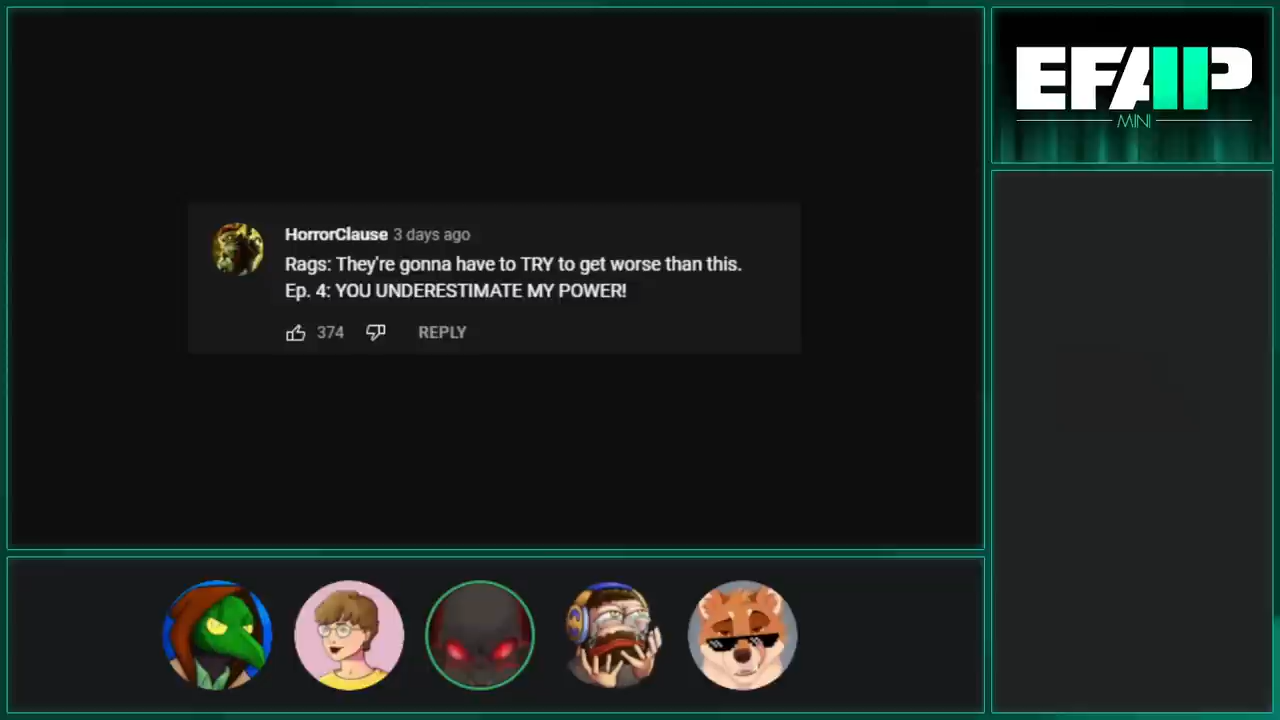 EFAP
MINI
HorrorClause 3 days ago
Rags: They're gonna have to TRY to get worse than this.
Ep. 4: YOU UNDERESTIMATE MY POWER!
374 REPLY